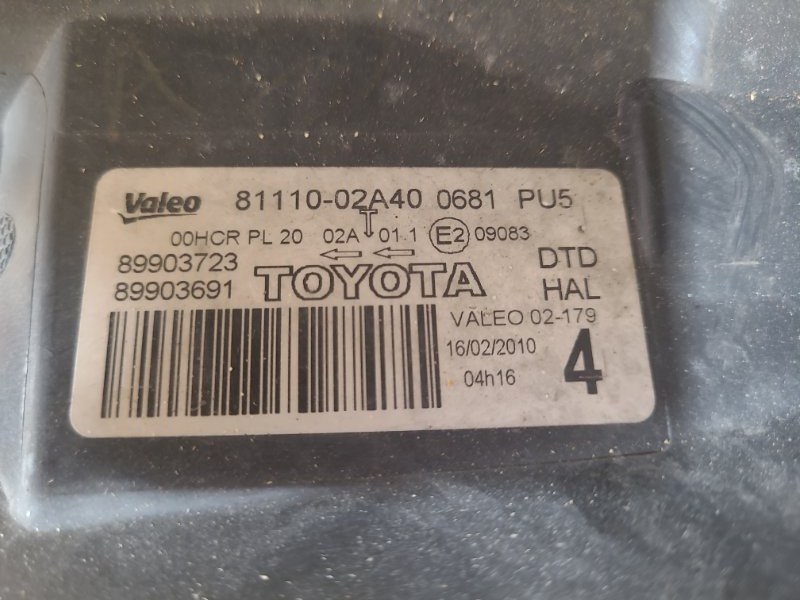 Valeo 81110-02A40 0681 PU5
00HCR PL 20 02A 01 1 E2 09083
89903723 TOYOTA DTD
89903691 HAL
VALEO 02-179
16/02/2010 4
04h16